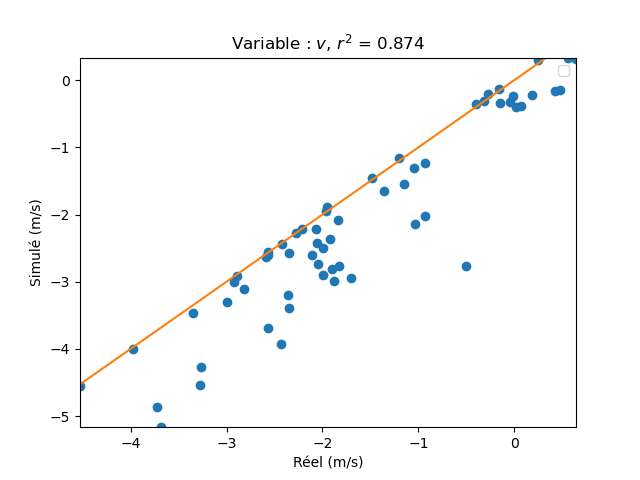 Variable : v, r² = 0.874
0
−1
−2
−3
−4
−5
Simulé (m/s)
−4 −3 −2 −1 0
Réel (m/s)